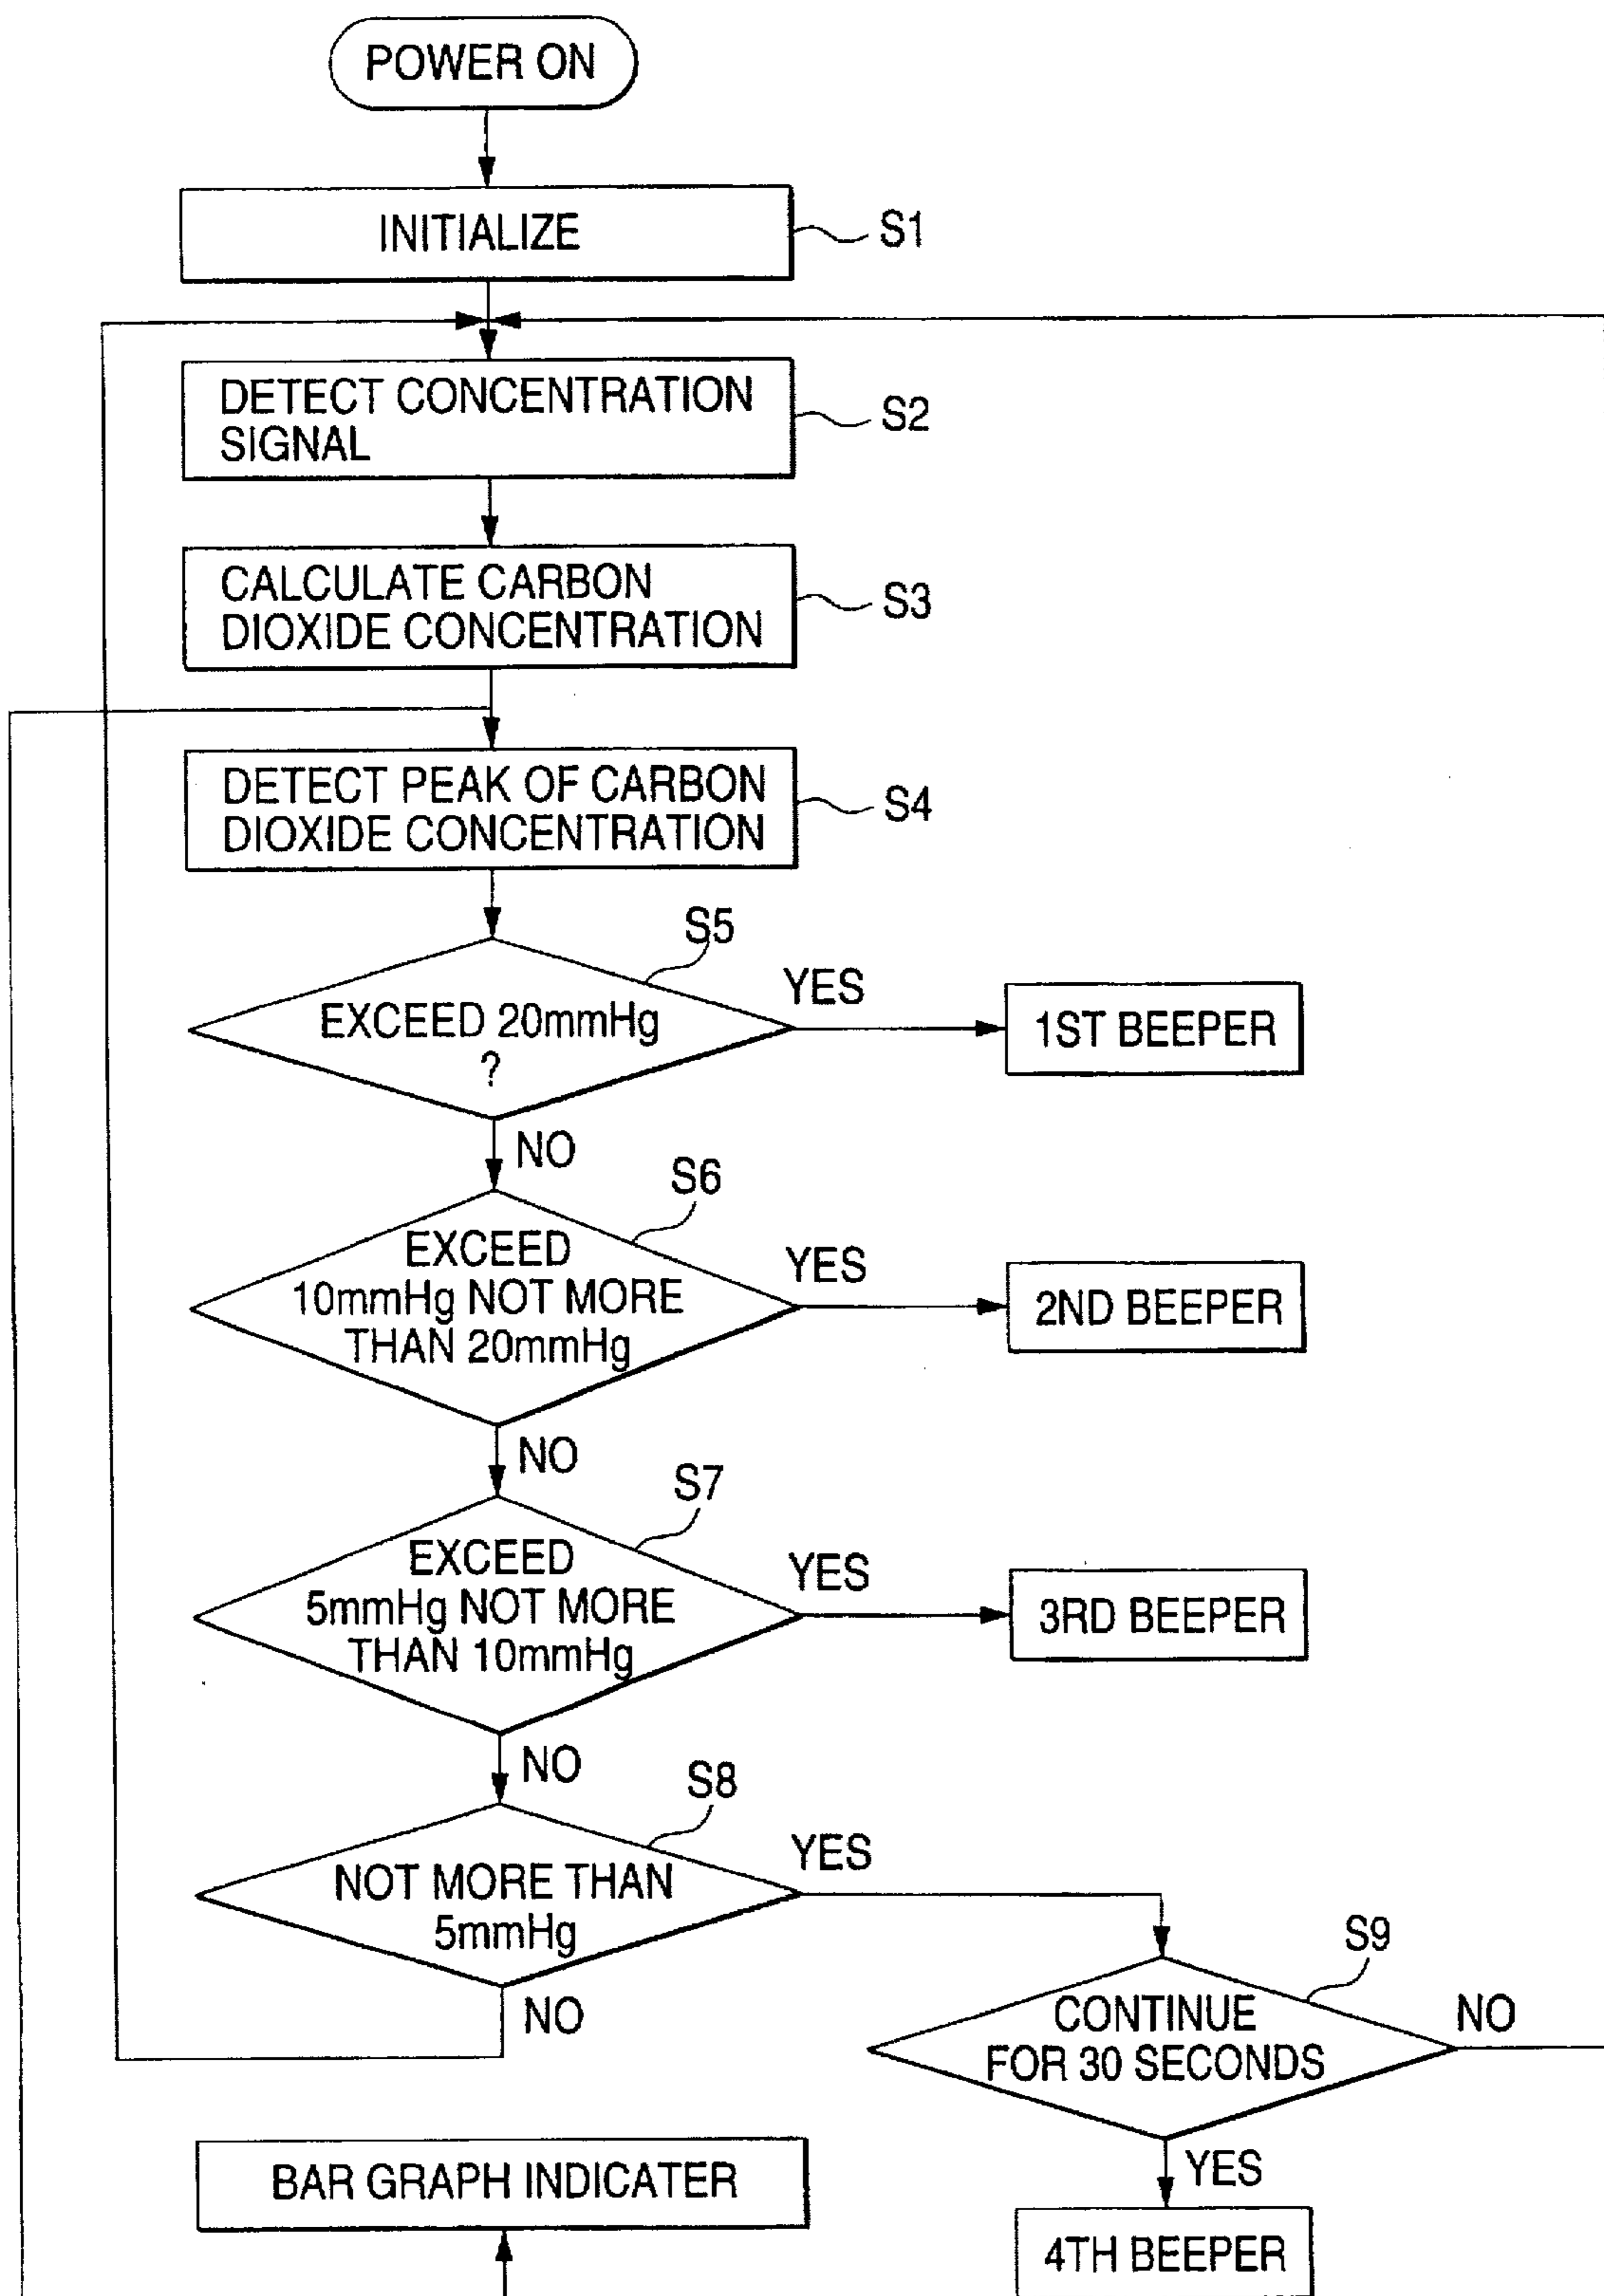 POWER ON
INITIALIZE
S1
DETECT CONCENTRATION
SIGNAL
S2
CALCULATE CARBON
DIOXIDE CONCENTRATION
S3
DETECT PEAK OF CARBON
DIOXIDE CONCENTRATION
S4
S5
EXCEED 20mmHg
?
YES
1ST BEEPER
NO
S6
EXCEED
10mmHg NOT MORE
THAN 20mmHg
YES
2ND BEEPER
NO
S7
EXCEED
5mmHg NOT MORE
THAN 10mmHg
YES
3RD BEEPER
NO
S8
NOT MORE THAN
5mmHg
YES
NO
S9
CONTINUE
FOR 30 SECONDS
NO
YES
4TH BEEPER
BAR GRAPH INDICATER